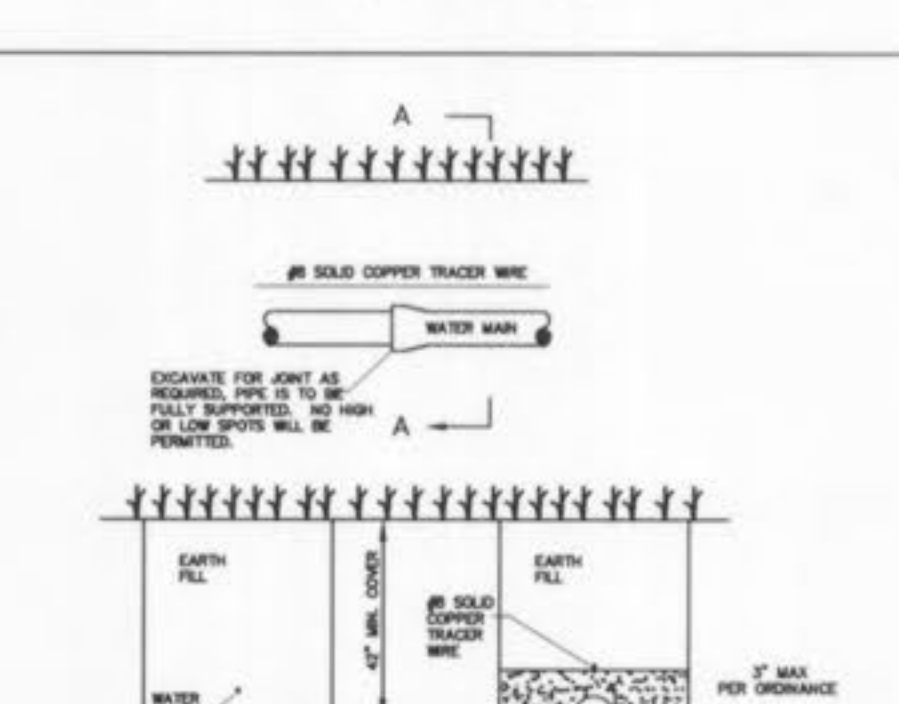 A
#8 SOLID COPPER TRACER WIRE
WATER MAIN
EXCAVATE FOR JOINT AS
REQUIRED, PIPE IS TO BE
FULLY SUPPORTED. NO HIGH
OR LOW SPOTS WILL BE
PERMITTED.
A
EARTH
FILL
42" MIN. COVER
EARTH
FILL
#8 SOLID
COPPER
TRACER
WIRE
3" MAX
PER ORDINANCE
WATER